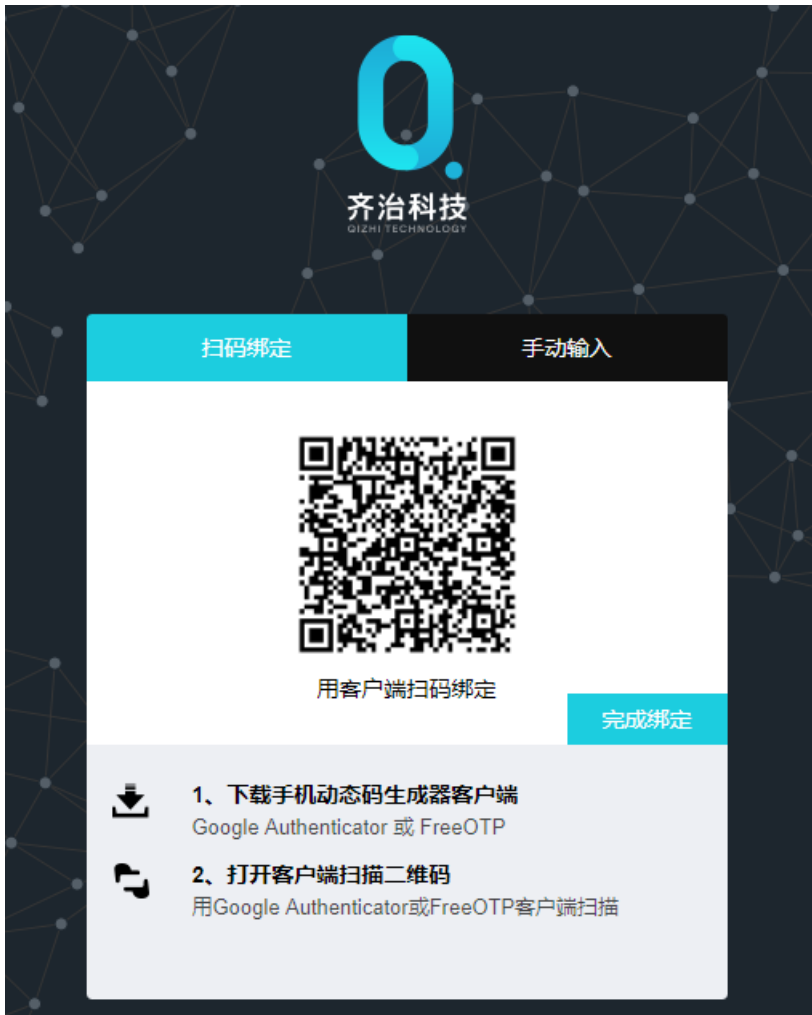 齐治科技
QIZHI TECHNOLOGY
扫码绑定
手动输入
用客户端扫码绑定
完成绑定
1、下载手机动态码生成器客户端
Google Authenticator 或 FreeOTP
2、打开客户端扫描二维码
用Google Authenticator或FreeOTP客户端扫描